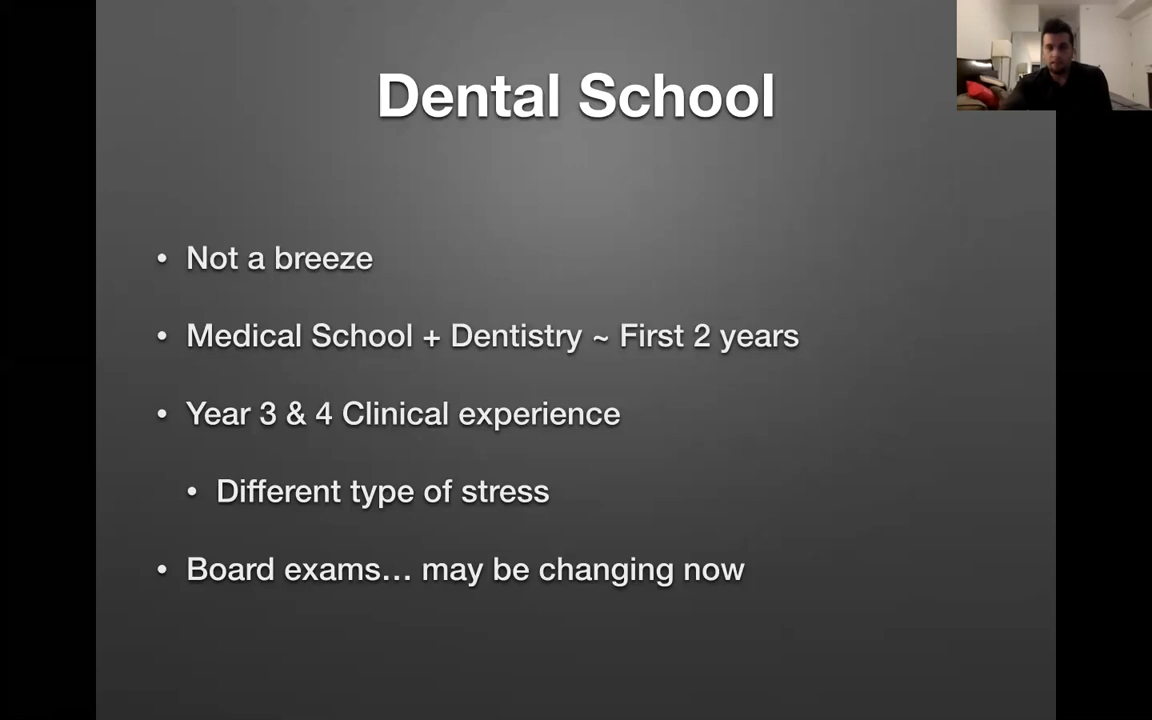 Dental School
• Not a breeze
• Medical School + Dentistry ~ First 2 years
• Year 3 & 4 Clinical experience
• Different type of stress
• Board exams… may be changing now